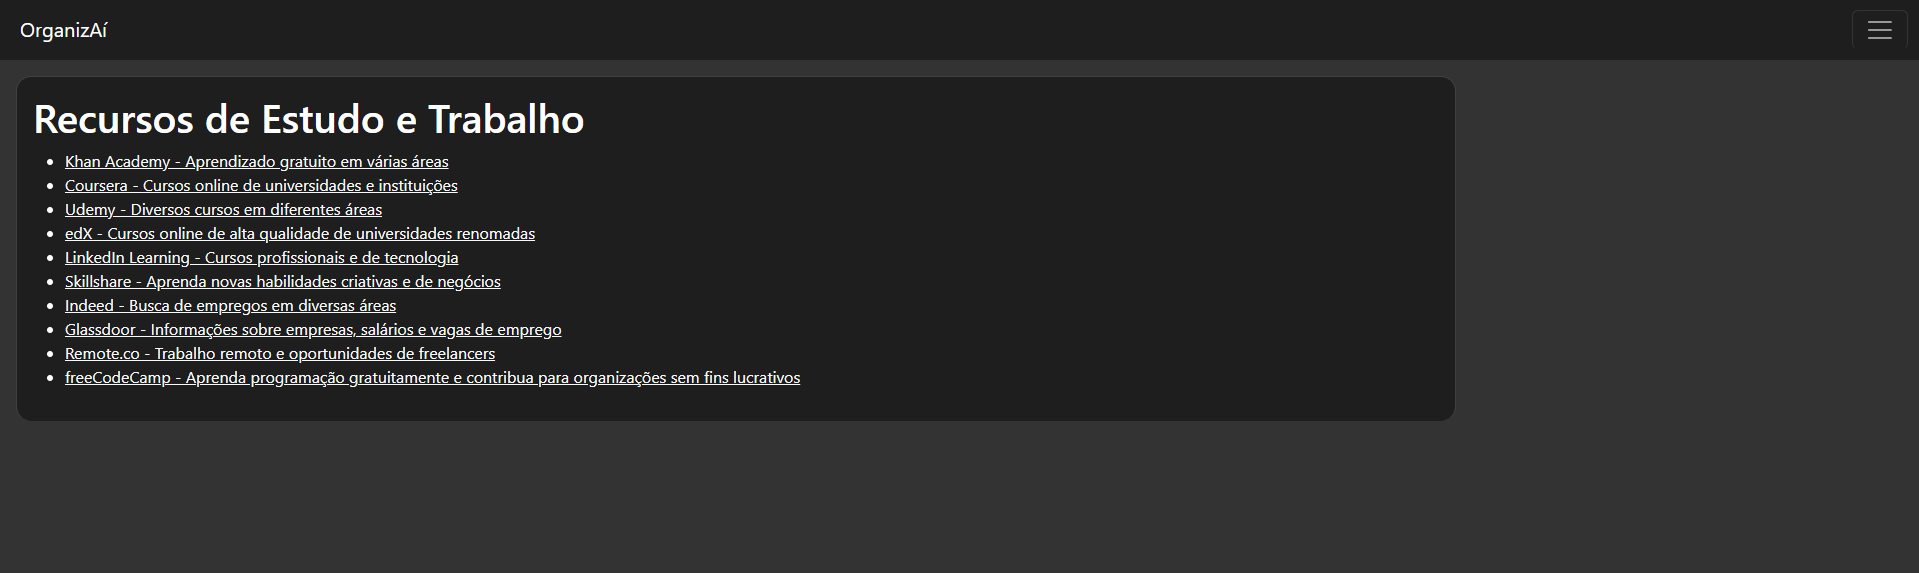 OrganizAí
Recursos de Estudo e Trabalho
Khan Academy - Aprendizado gratuito em várias áreas
Coursera - Cursos online de universidades e instituições
Udemy - Diversos cursos em diferentes áreas
edX - Cursos online de alta qualidade de universidades renomadas
LinkedIn Learning - Cursos profissionais e de tecnologia
Skillshare - Aprenda novas habilidades criativas e de negócios
Indeed - Busca de empregos em diversas áreas
Glassdoor - Informações sobre empresas, salários e vagas de emprego
Remote.co - Trabalho remoto e oportunidades de freelancers
freeCodeCamp - Aprenda programação gratuitamente e contribua para organizações sem fins lucrativos